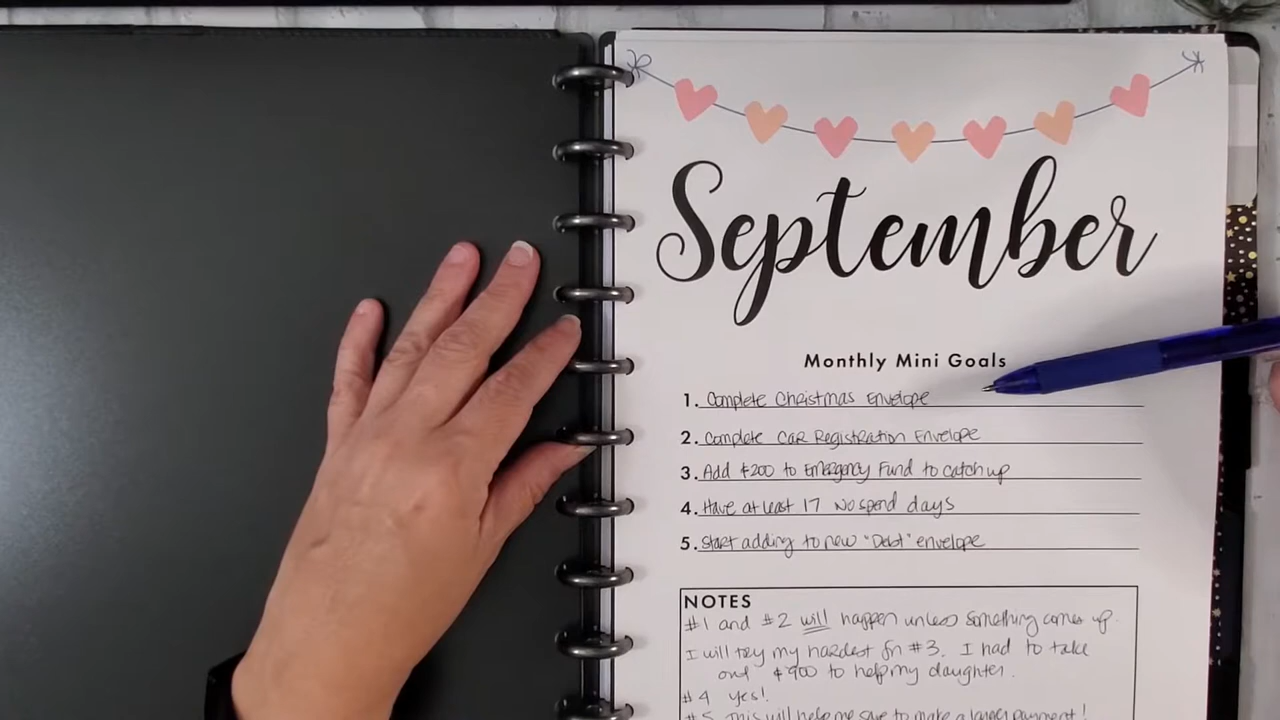 September
Monthly Mini Goals
1. Complete Christmas Envelope
2. Complete Car Registration Envelope
3. Add $200 to Emergency Fund to catch up
4. Have at least 17 No spend days
5. Start adding to new "Debt" envelope
NOTES
#1 and #2 will happen unless something comes up.
I will try my hardest for #3. I had to take
out $900 to help my daughter.
#4 yes!
#5 This will help me save to make a larger payment!